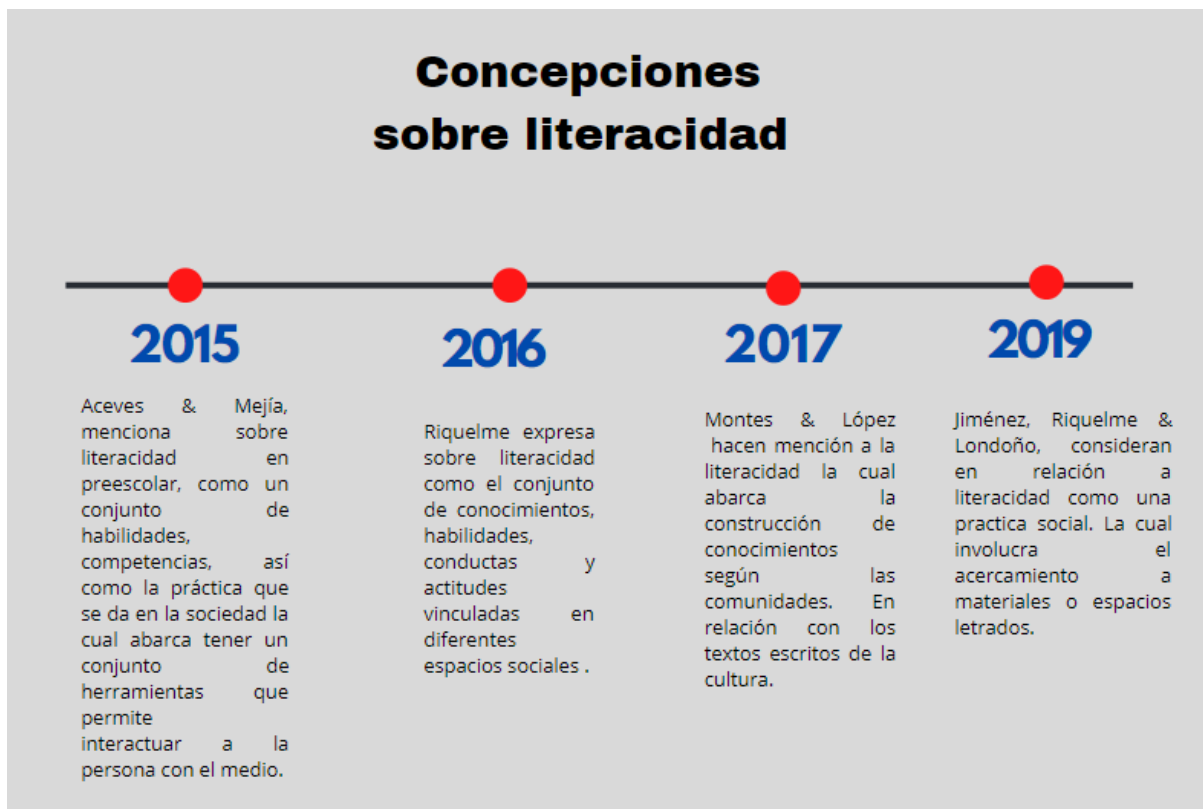 Concepciones
sobre literacidad
2015
Aceves & Mejía,
menciona sobre
literacidad en
preescolar, como un
conjunto de
habilidades,
competencias, así
como la práctica que
se da en la sociedad la
cual abarca tener un
conjunto de
herramientas que
permite
interactuar a la
persona con el medio.
2016
Riquelme expresa
sobre literacidad
como el conjunto
de conocimientos,
habilidades,
conductas y
actitudes
vinculadas en
diferentes
espacios sociales .
2017
Montes & López
hacen mención a la
literacidad la cual
abarca la
construcción de
conocimientos
según las
comunidades. En
relación con los
textos escritos de la
cultura.
2019
Jiménez, Riquelme &
Londoño, consideran
en relación a
literacidad como una
practica social. La cual
involucra el
acercamiento a
materiales o espacios
letrados.